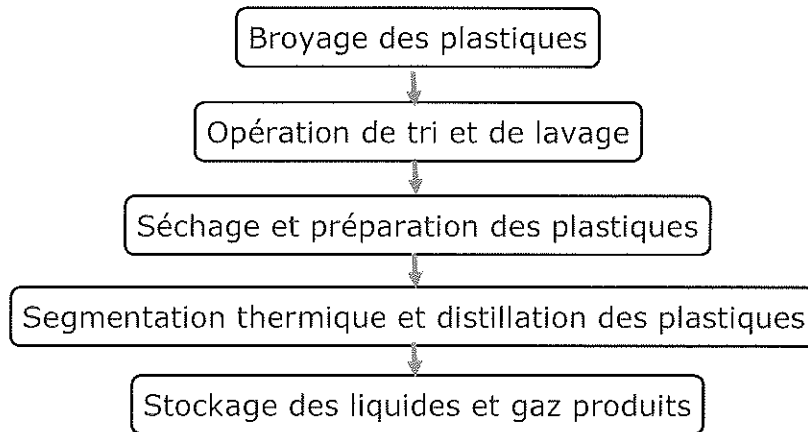 Broyage des plastiques
Opération de tri et de lavage
Séchage et préparation des plastiques
Segmentation thermique et distillation des plastiques
Stockage des liquides et gaz produits